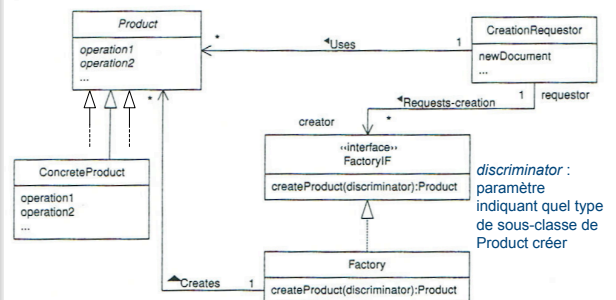 Product
operation1
operation2
...
*
◄Uses
1
CreationRequestor
newDocument
...
1 requestor
◄Requests-creation
creator
*
*
ConcreteProduct
operation1
operation2
...
‹‹interface››
FactoryIF
createProduct(discriminator):Product
discriminator :
paramètre
indiquant quel type
de sous-classe de
Product créer
Factory
createProduct(discriminator):Product
Creates
1